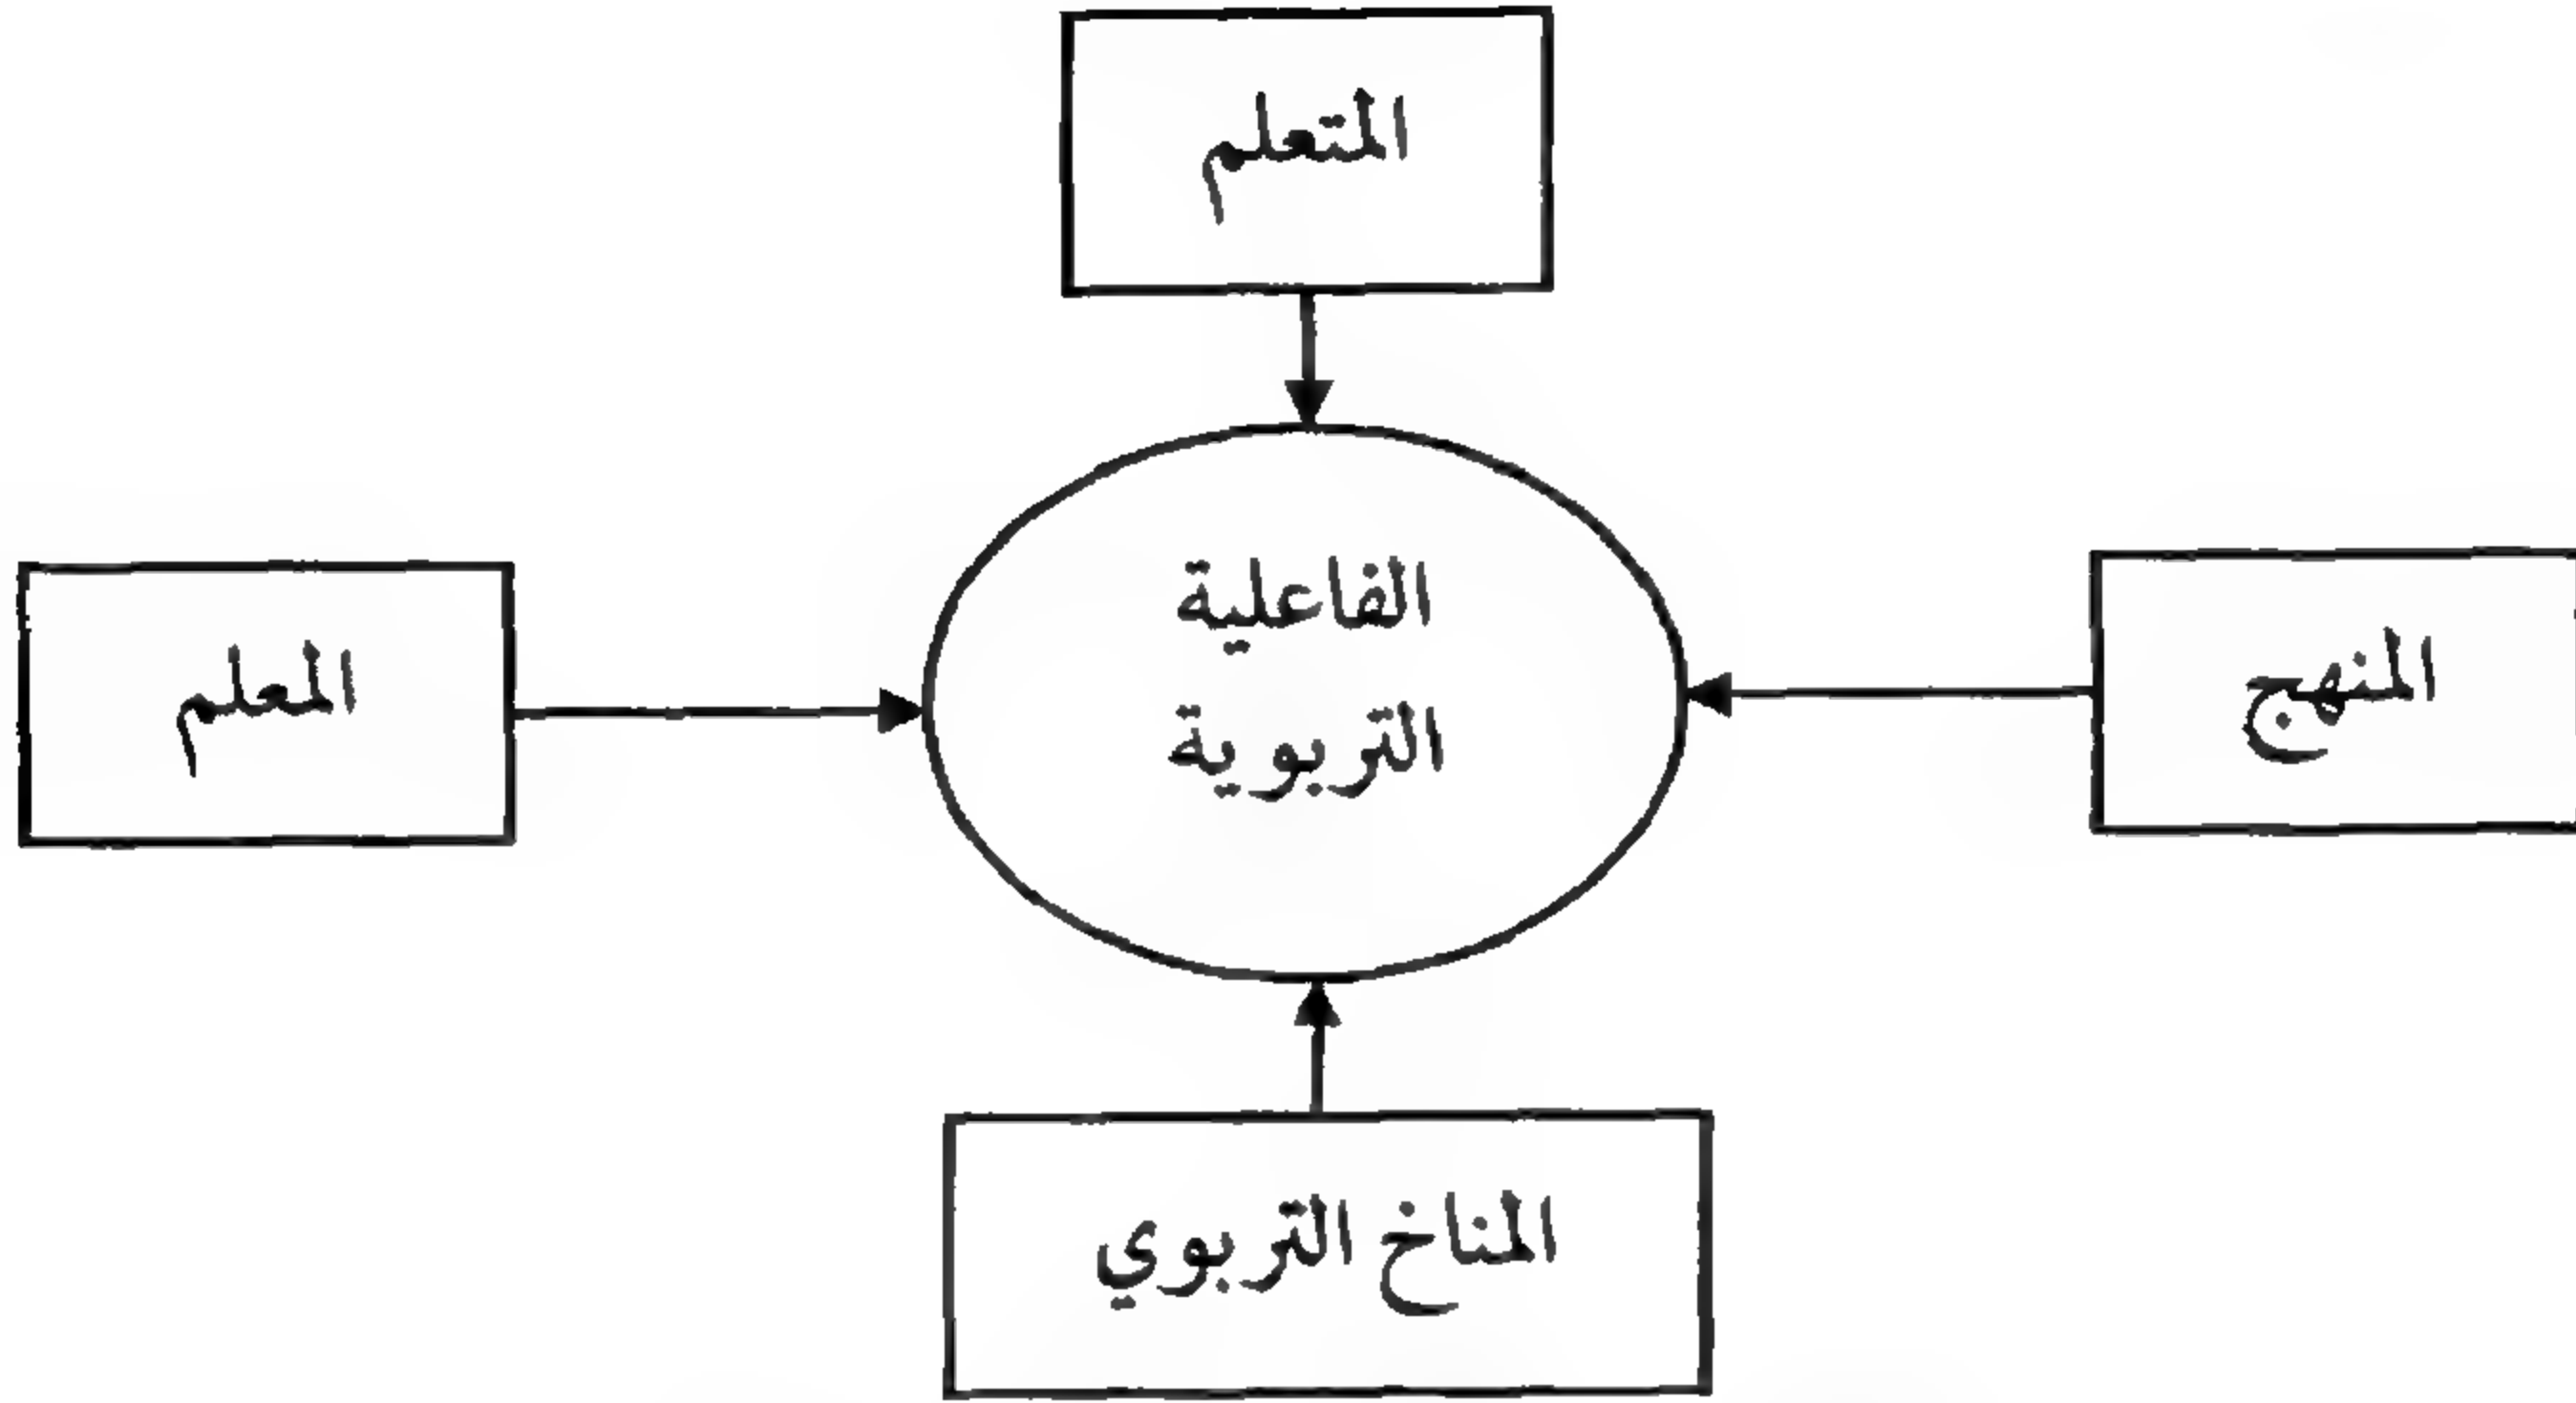 المتعلم
الفاعلية
التربوية
المنهج
المعلم
المناخ التربوي